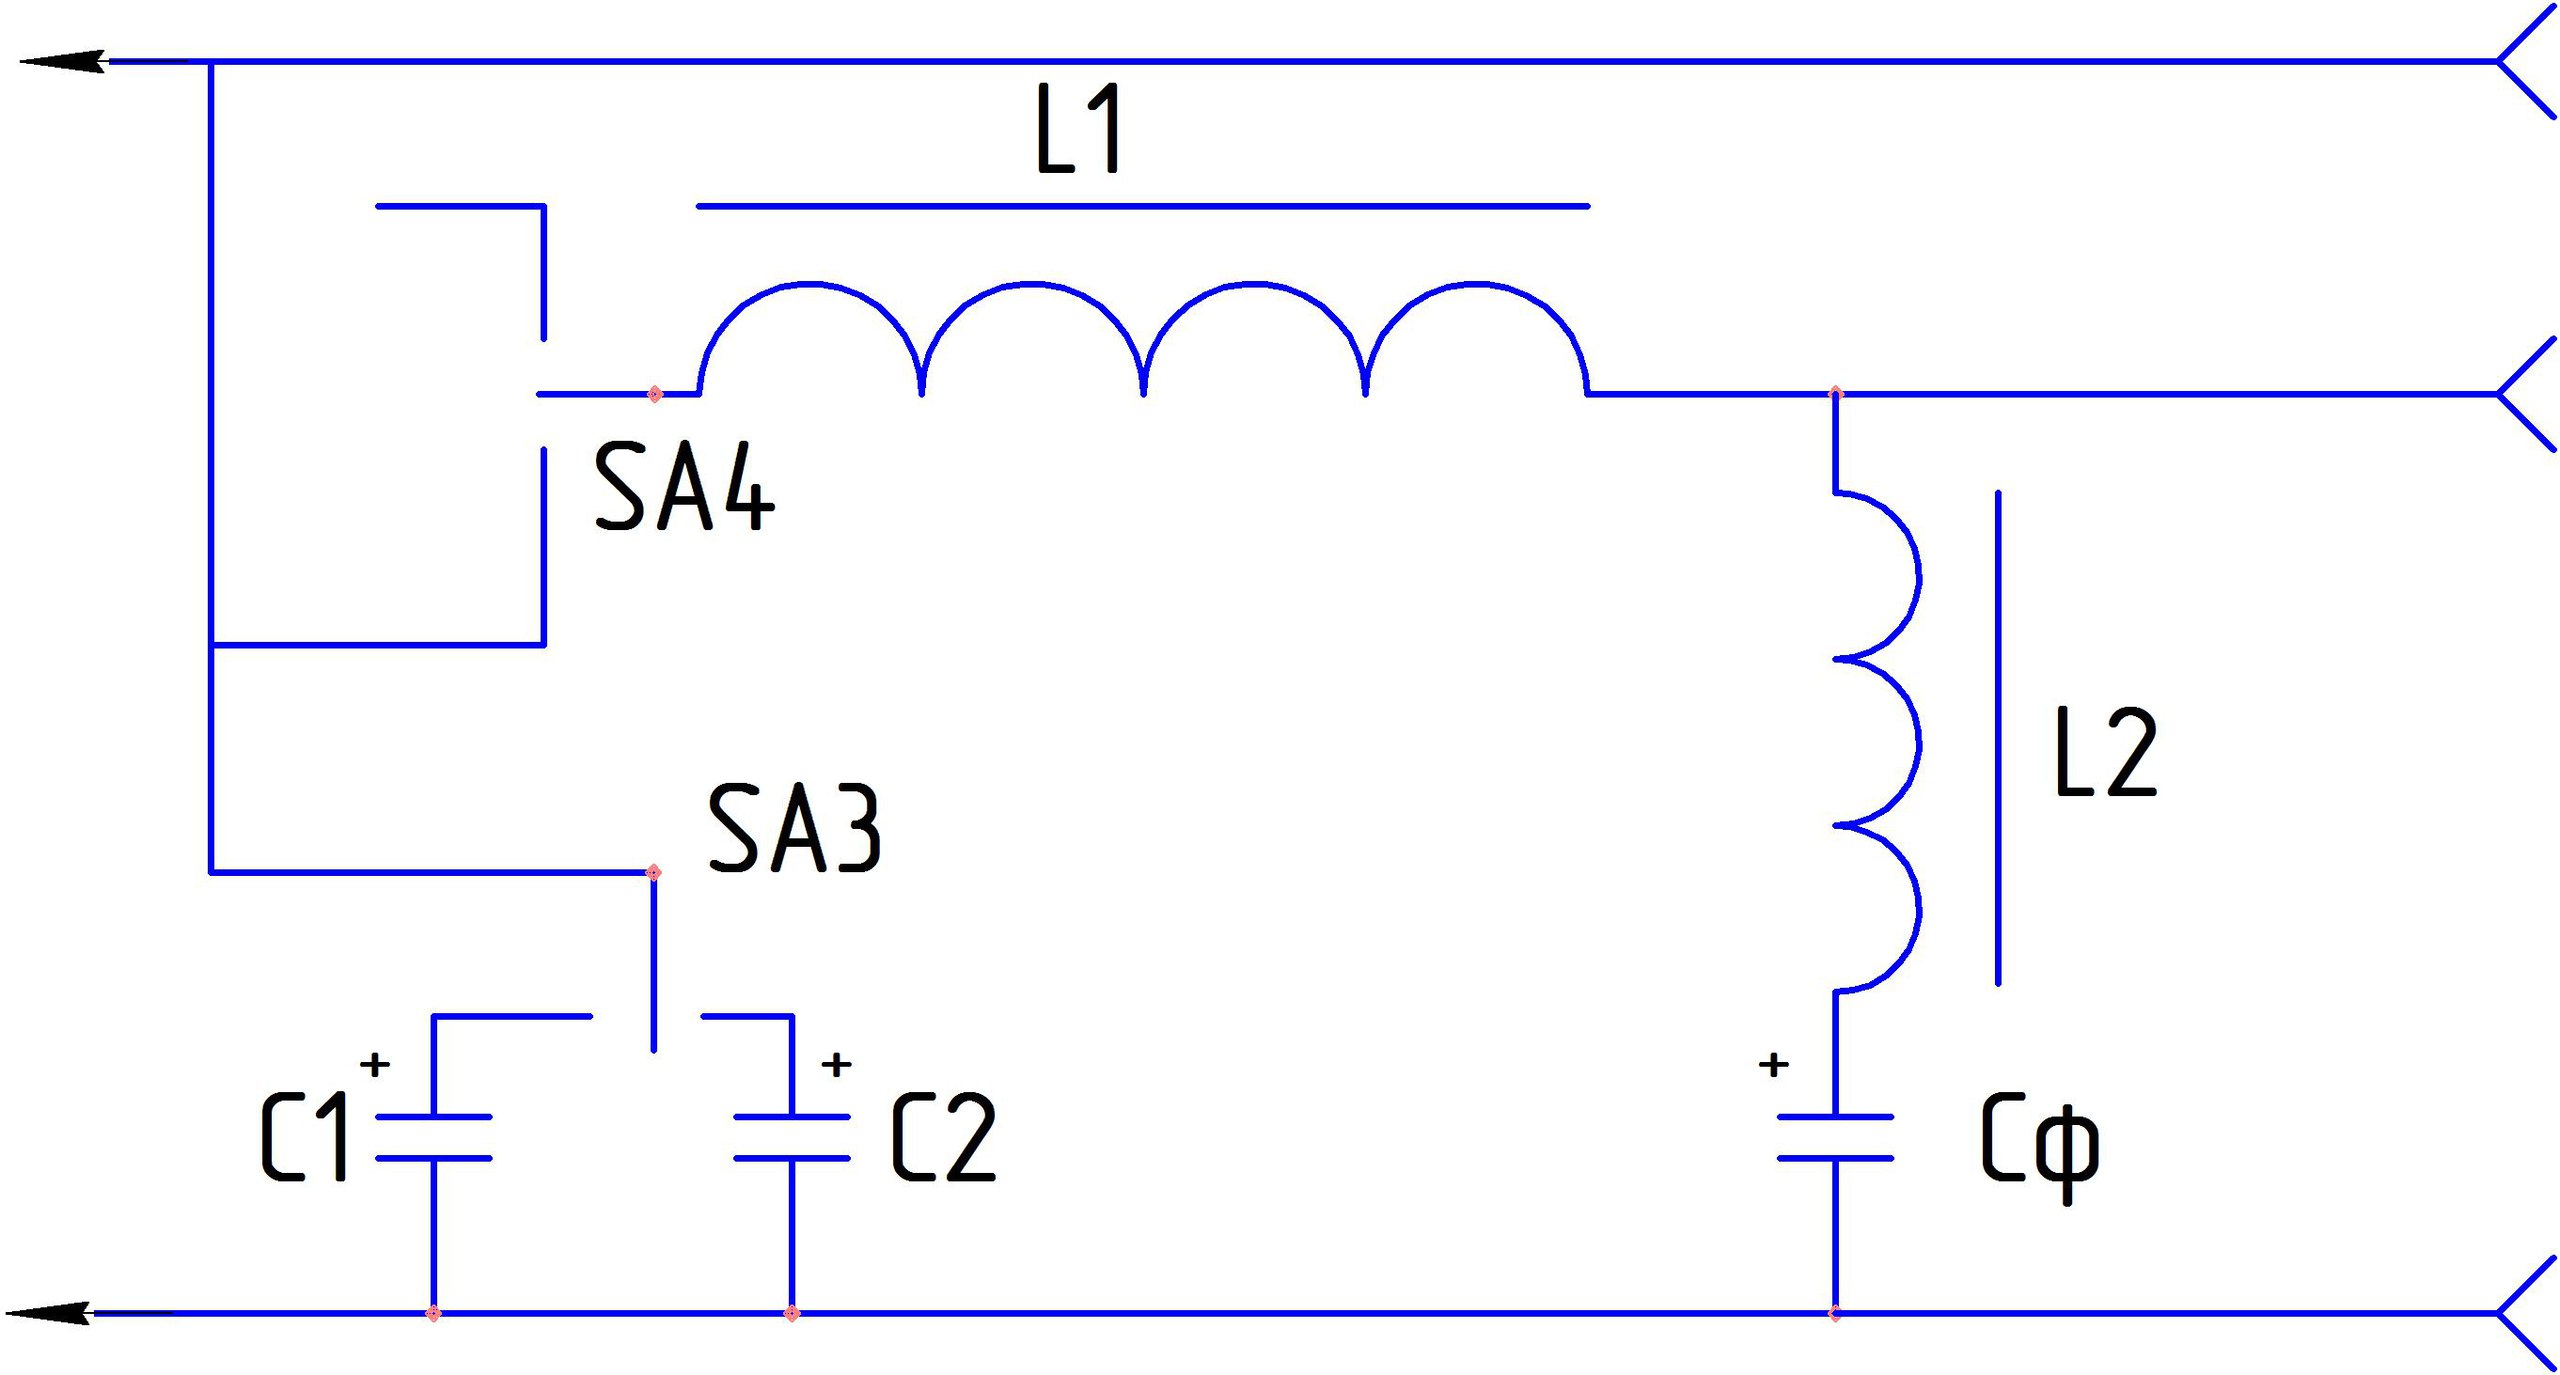 L1
SA4
L2
SA3
+
+
+
C1
C2
Cф